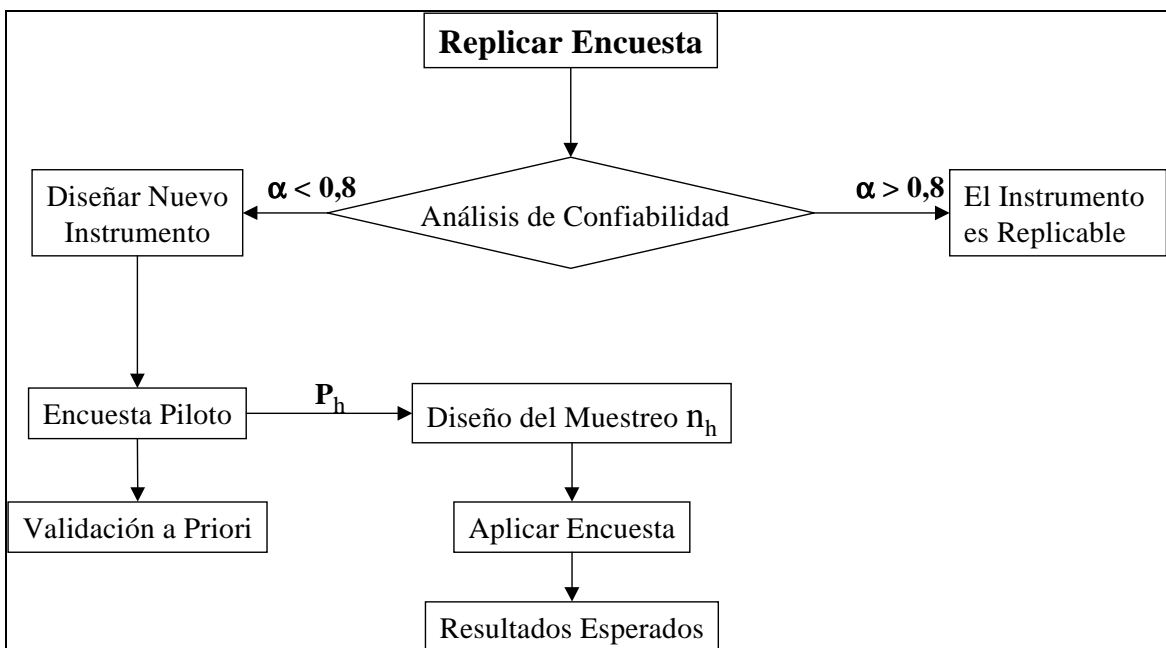 Replicar Encuesta
α < 0,8
α > 0,8
Diseñar Nuevo
Instrumento
Análisis de Confiabilidad
El Instrumento
es Replicable
Encuesta Piloto
Pₕ
Diseño del Muestreo nₕ
Validación a Priori
Aplicar Encuesta
Resultados Esperados